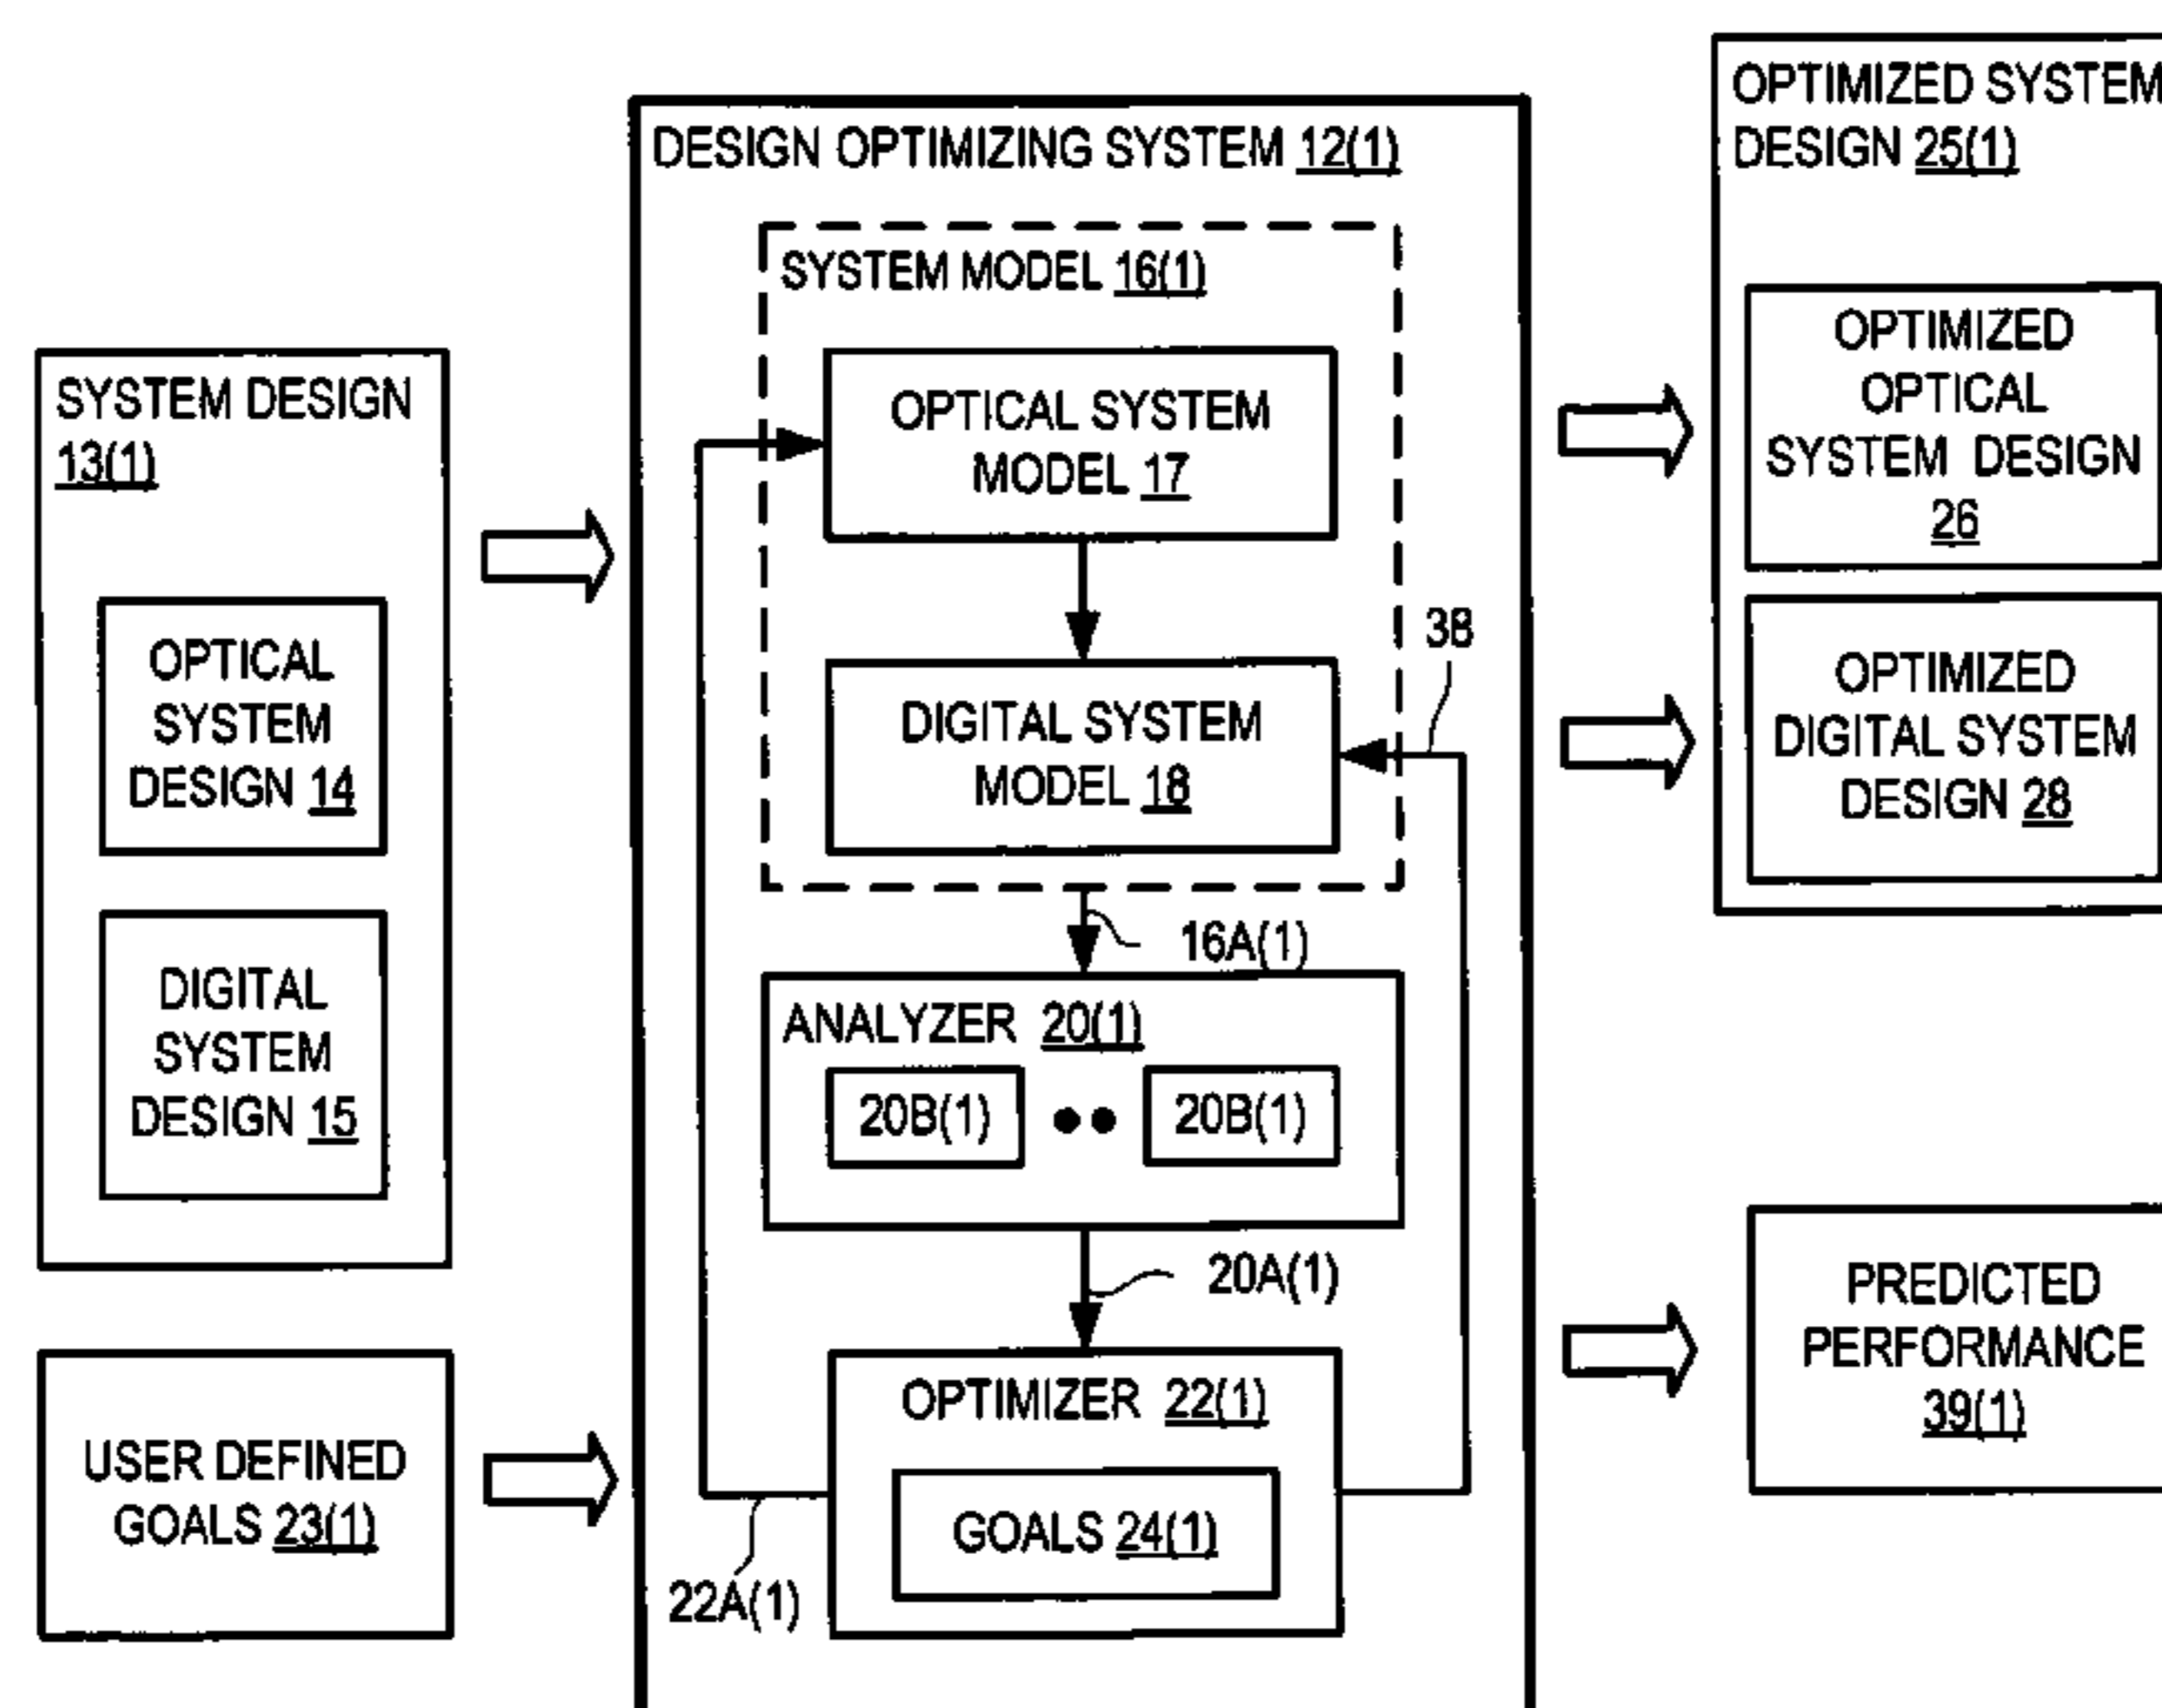 SYSTEM DESIGN
13(1)
OPTICAL
SYSTEM
DESIGN 14
DIGITAL
SYSTEM
DESIGN 15
USER DEFINED
GOALS 23(1)
DESIGN OPTIMIZING SYSTEM 12(1)
SYSTEM MODEL 16(1)
OPTICAL SYSTEM
MODEL 17
DIGITAL SYSTEM
MODEL 18
38
16A(1)
ANALYZER 20(1)
20B(1)
20B(1)
20A(1)
OPTIMIZER 22(1)
GOALS 24(1)
22A(1)
OPTIMIZED SYSTEM
DESIGN 25(1)
OPTIMIZED
OPTICAL
SYSTEM DESIGN
26
OPTIMIZED
DIGITAL SYSTEM
DESIGN 28
PREDICTED
PERFORMANCE
39(1)